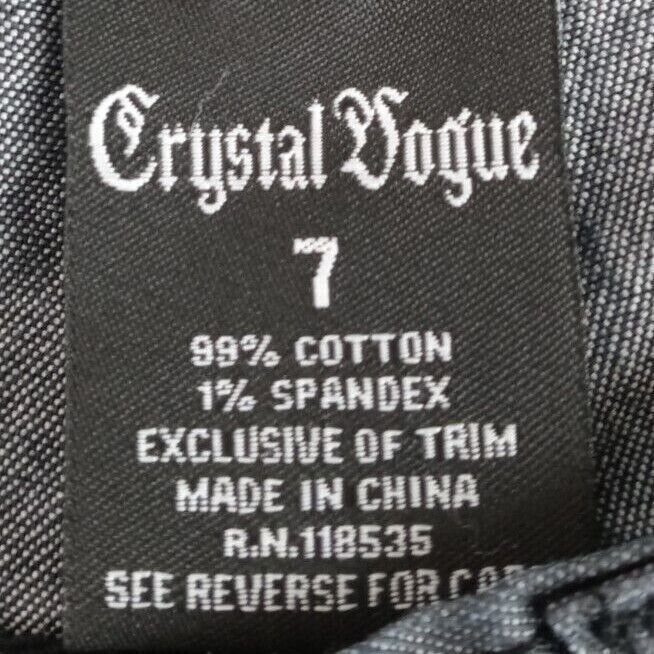 Crystal Vogue
7
99% COTTON
1% SPANDEX
EXCLUSIVE OF TRIM
MADE IN CHINA
R.N.118535
SEE REVERSE FOR